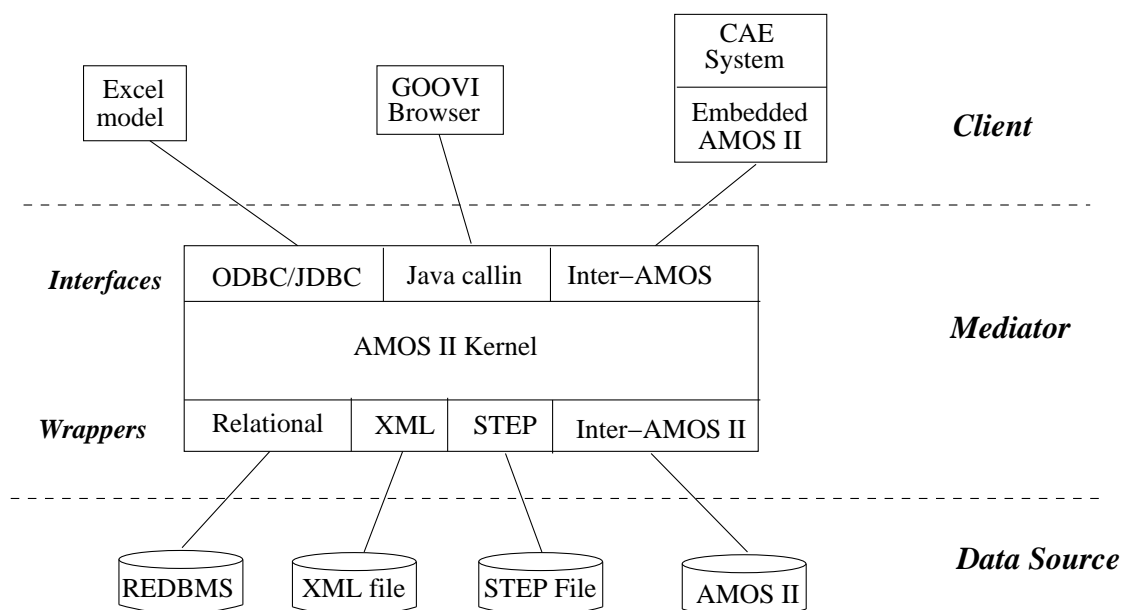 CAE
System
Excel
model
GOOVI
Browser
Embedded
AMOS II
Client
Interfaces
ODBC/JDBC
Java callin
Inter−AMOS
AMOS II Kernel
Mediator
Wrappers
Relational
XML
STEP
Inter−AMOS II
REDBMS
XML file
STEP File
AMOS II
Data Source